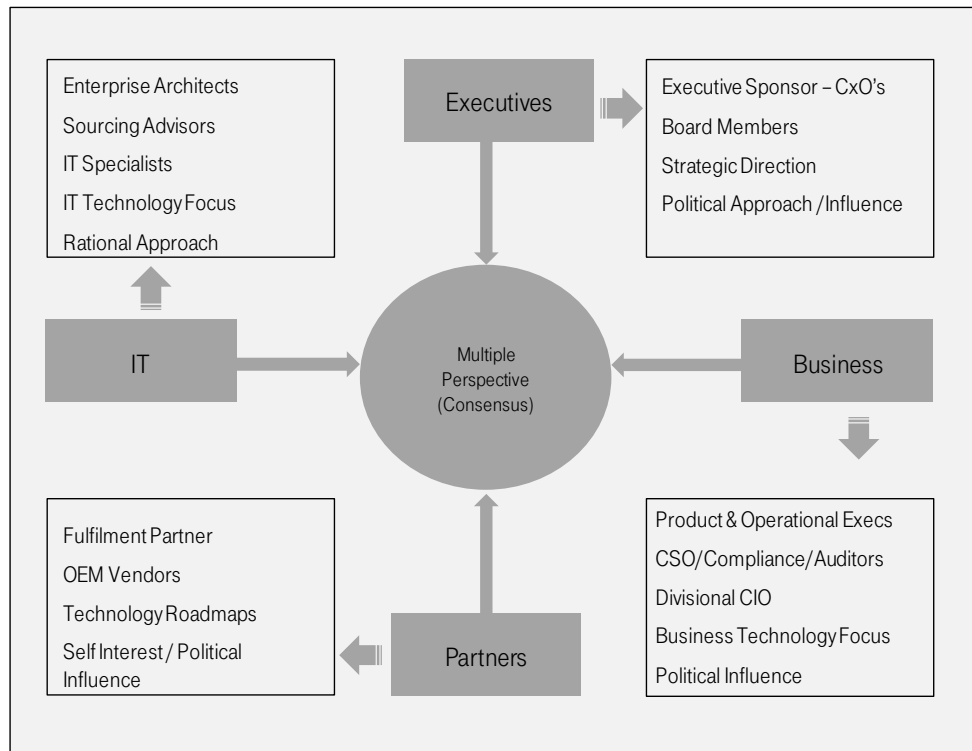 Enterprise Architects
Sourcing Advisors
IT Specialists
IT Technology Focus
Rational Approach
Executives
Executive Sponsor – CxO's
Board Members
Strategic Direction
Political Approach /Influence
IT
Multiple
Perspective
(Consensus)
Business
Fulfilment Partner
OEM Vendors
Technology Roadmaps
Self Interest / Political
Influence
Partners
Product & Operational Execs
CSO/Compliance/Auditors
Divisional CIO
Business Technology Focus
Political Influence